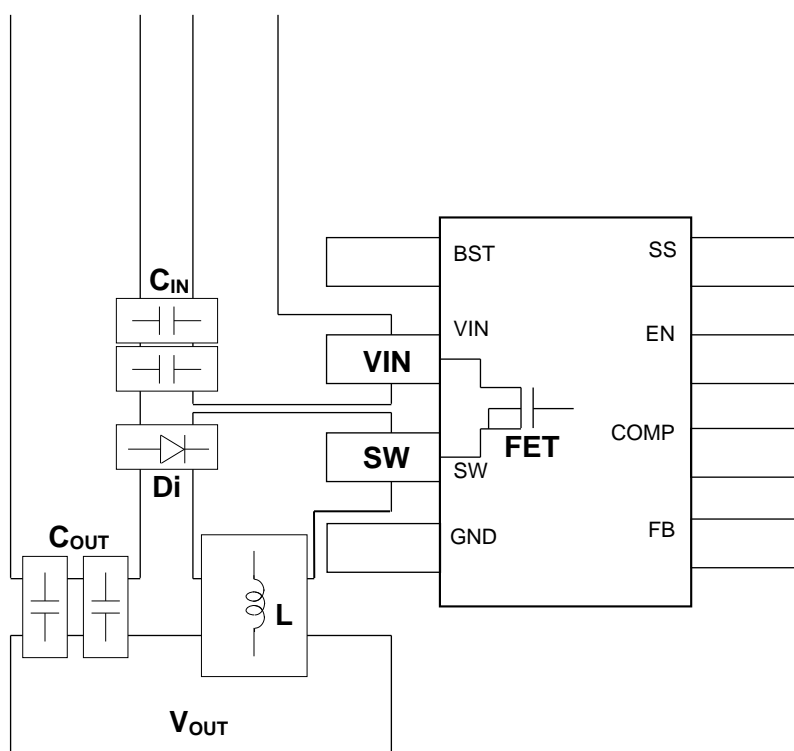 BST
SS
CIN
VIN
EN
VIN
COMP
FET
SW
SW
Di
GND
FB
COUT
L
VOUT